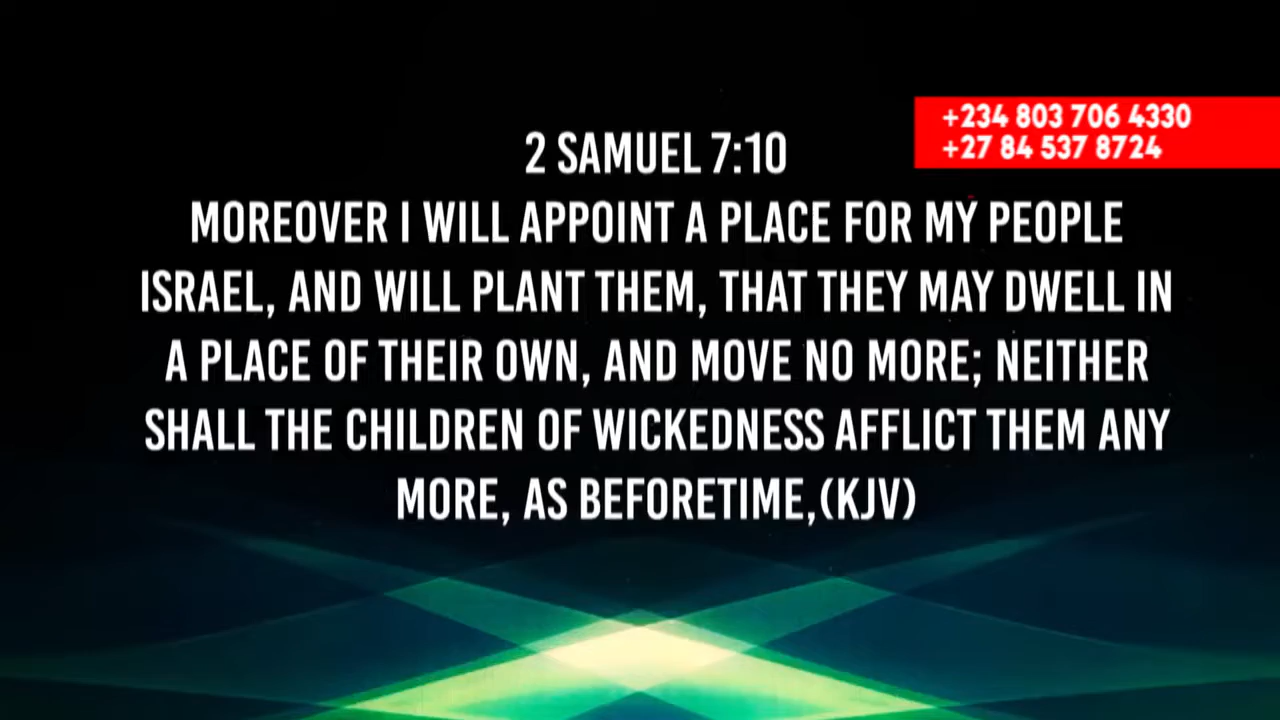 +234 803 706 4330
+27 84 537 8724
2 SAMUEL 7:10
MOREOVER I WILL APPOINT A PLACE FOR MY PEOPLE
ISRAEL, AND WILL PLANT THEM, THAT THEY MAY DWELL IN
A PLACE OF THEIR OWN, AND MOVE NO MORE; NEITHER
SHALL THE CHILDREN OF WICKEDNESS AFFLICT THEM ANY
MORE, AS BEFORETIME,(KJV)